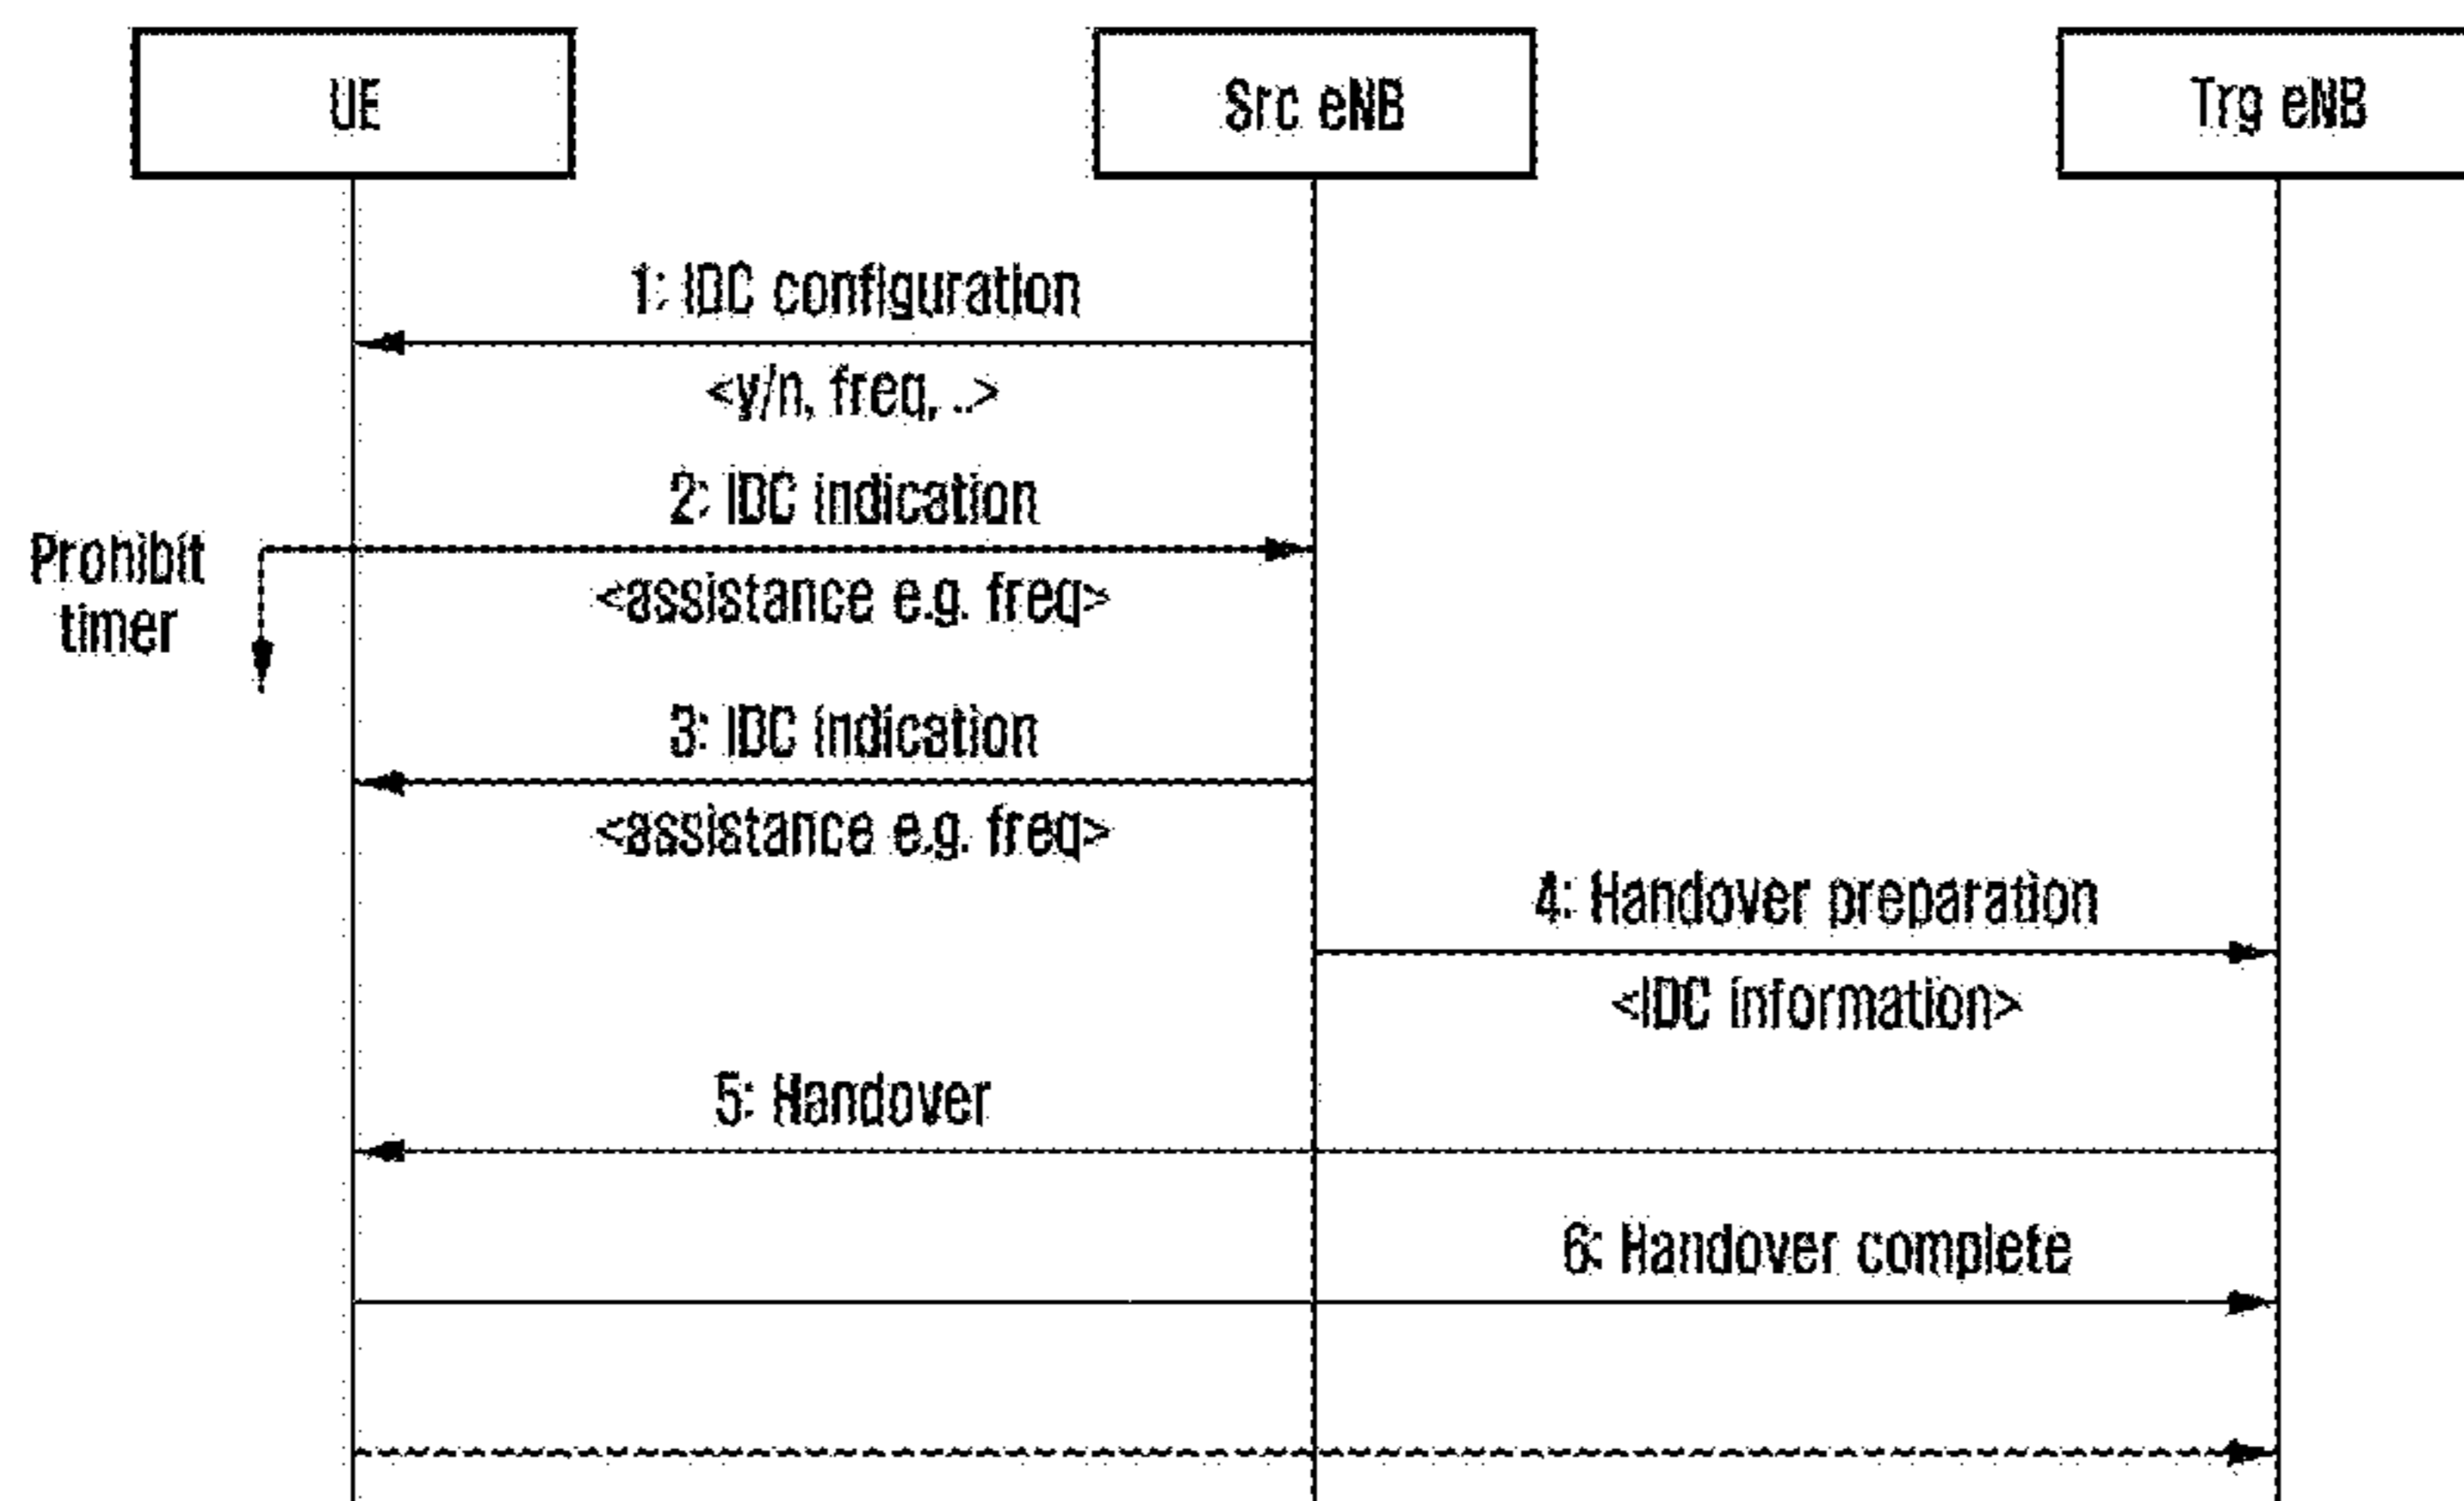 UE
Src eNB
Trg eNB
1: IDC configuration
<y/n, freq, ..>
2: IDC indication
Prohibit
timer
<assistance e.g. freq>
3: IDC indication
<assistance e.g. freq>
4: Handover preparation
<IDC information>
5: Handover
6: Handover complete